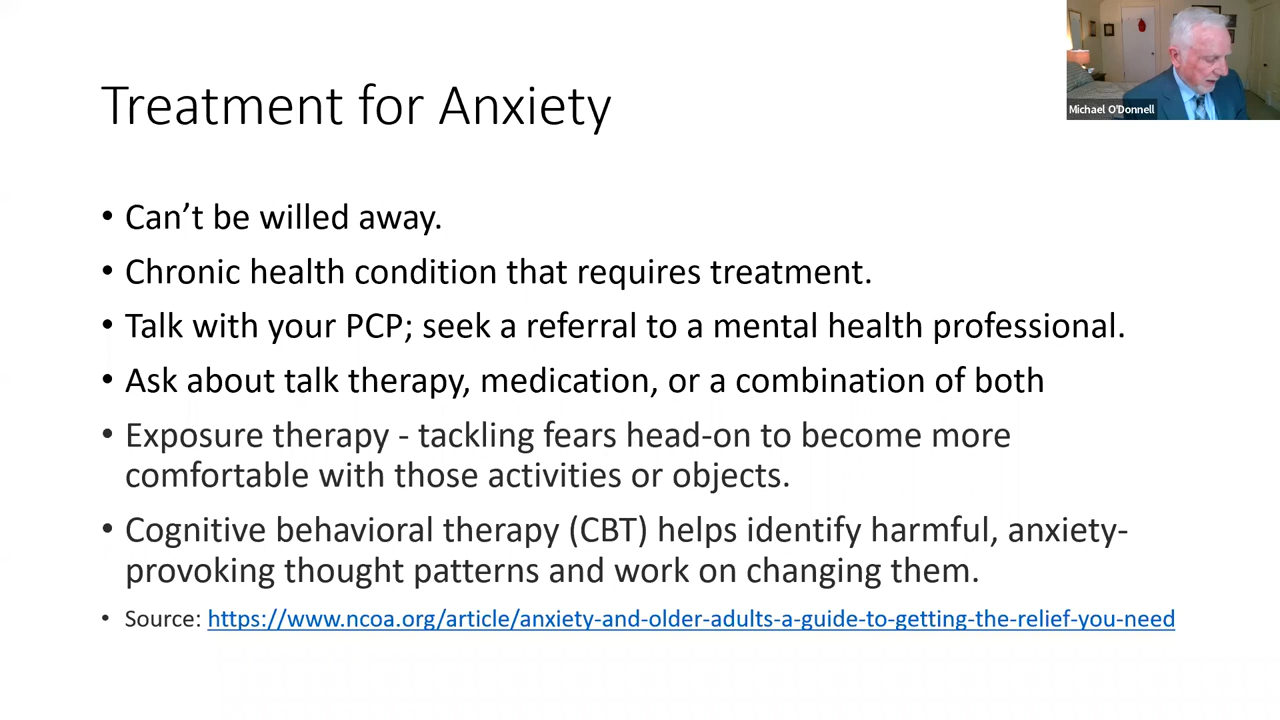 Treatment for Anxiety
Michael O'Donnell
• Can’t be willed away.
• Chronic health condition that requires treatment.
• Talk with your PCP; seek a referral to a mental health professional.
• Ask about talk therapy, medication, or a combination of both
• Exposure therapy - tackling fears head-on to become more
comfortable with those activities or objects.
• Cognitive behavioral therapy (CBT) helps identify harmful, anxiety-
provoking thought patterns and work on changing them.
• Source: https://www.ncoa.org/article/anxiety-and-older-adults-a-guide-to-getting-the-relief-you-need